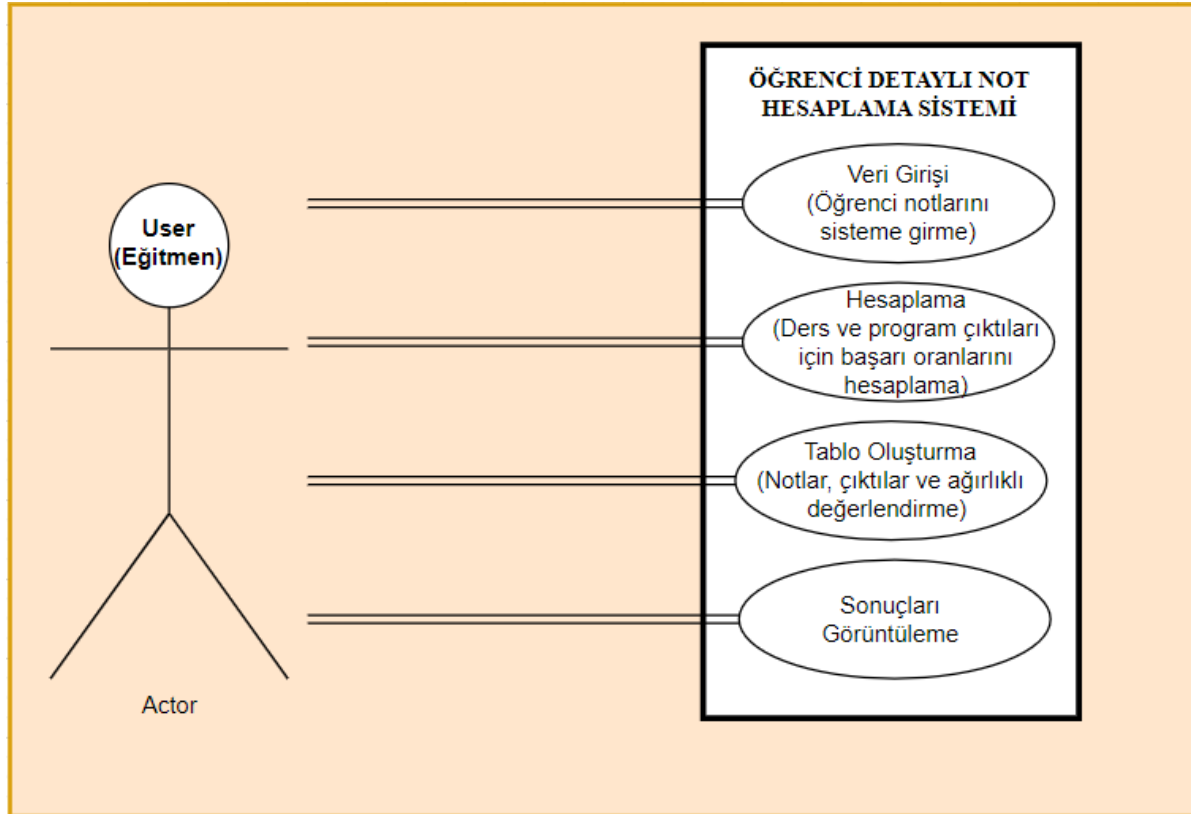 ÖĞRENCİ DETAYLI NOT
HESAPLAMA SİSTEMİ
User
(Eğitmen)
Actor
Veri Girişi
(Öğrenci notlarını
sisteme girme)
Hesaplama
(Ders ve program çıktıları
için başarı oranlarını
hesaplama)
Tablo Oluşturma
(Notlar, çıktılar ve ağırlıklı
değerlendirme)
Sonuçları
Görüntüleme